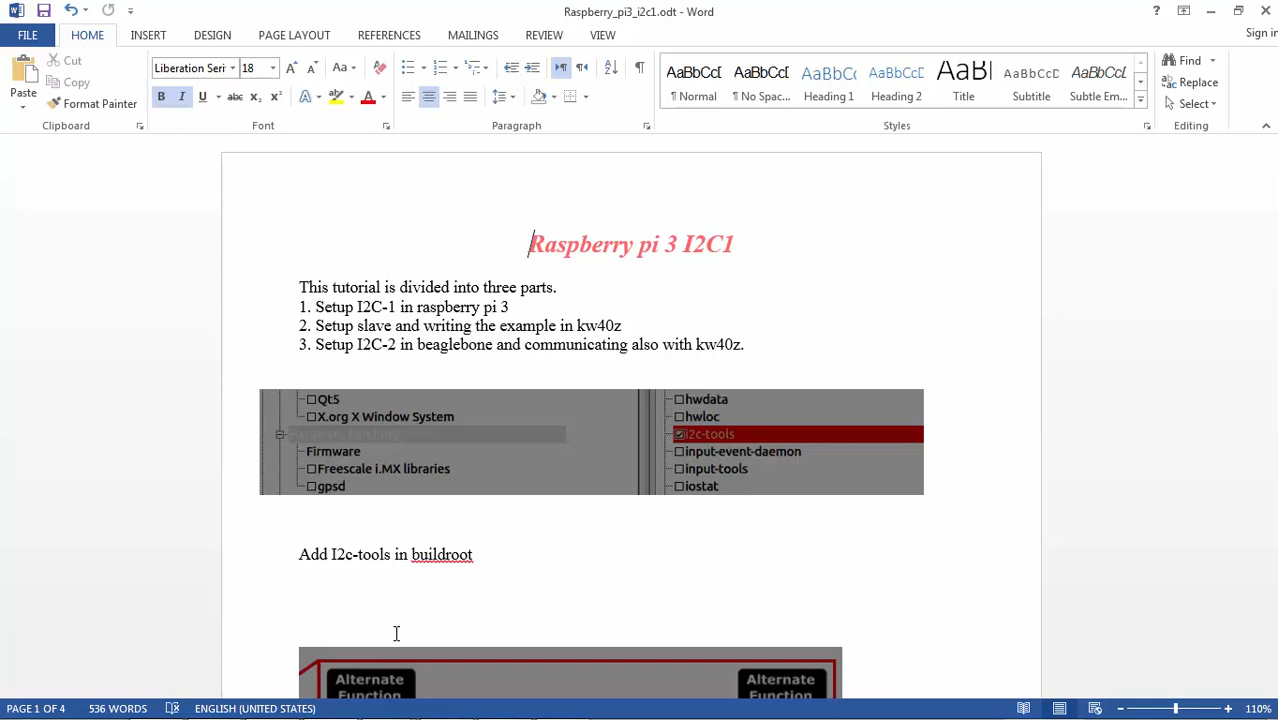 Raspberry_pi3_i2c1.odt - Word
?
FILE HOME INSERT DESIGN PAGE LAYOUT REFERENCES MAILINGS REVIEW VIEW Sign in
Paste Cut Copy Format Painter
Clipboard
Liberation Seri 18 Aa
B I U abc x₂ x² A A
Font
Paragraph
AaBbCcI AaBbCcI AaBbCc AaBbCcI AaBl AaBbCcI AaBbCcI
¶ Normal ¶ No Spac... Heading 1 Heading 2 Title Subtitle Subtle Em...
Styles
Find
Replace
Select
Editing
Raspberry pi 3 I2C1
This tutorial is divided into three parts.
1. Setup I2C-1 in raspberry pi 3
2. Setup slave and writing the example in kw40z
3. Setup I2C-2 in beaglebone and communicating also with kw40z.
Qt5
X.org X Window System
Firmware
Freescale i.MX libraries
gpsd
hwdata
hwloc
i2c-tools
input-event-daemon
input-tools
iostat
Add I2c-tools in buildroot
Alternate Function
Alternate Function
PAGE 1 OF 4 536 WORDS ENGLISH (UNITED STATES) 110%